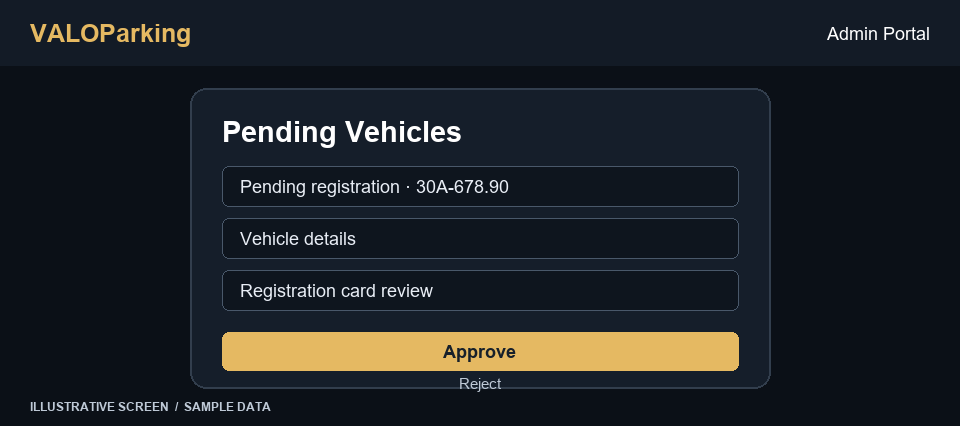 VALOParking
Admin Portal
Pending Vehicles
Pending registration · 30A-678.90
Vehicle details
Registration card review
Approve
Reject
ILLUSTRATIVE SCREEN / SAMPLE DATA